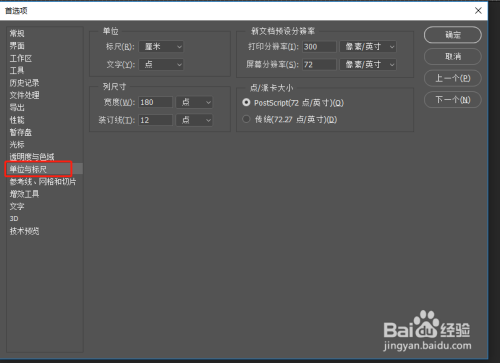 首选项
常规
界面
工作区
工具
历史记录
文件处理
导出
性能
暂存盘
光标
透明度与色域
单位与标尺
参考线、网格和切片
增效工具
文字
3D
技术预览
单位
标尺(R): 厘米
文字(Y): 点
列尺寸
宽度(W): 180 点
装订线(T): 12 点
新文档预设分辨率
打印分辨率(I): 300 像素/英寸
屏幕分辨率(S): 72 像素/英寸
点/派卡大小
PostScript(72 点/英寸)(O)
传统(72.27 点/英寸)(D)
确定
取消
上一个(P)
下一个(N)
Baidu 经验
jingyan.baidu.com